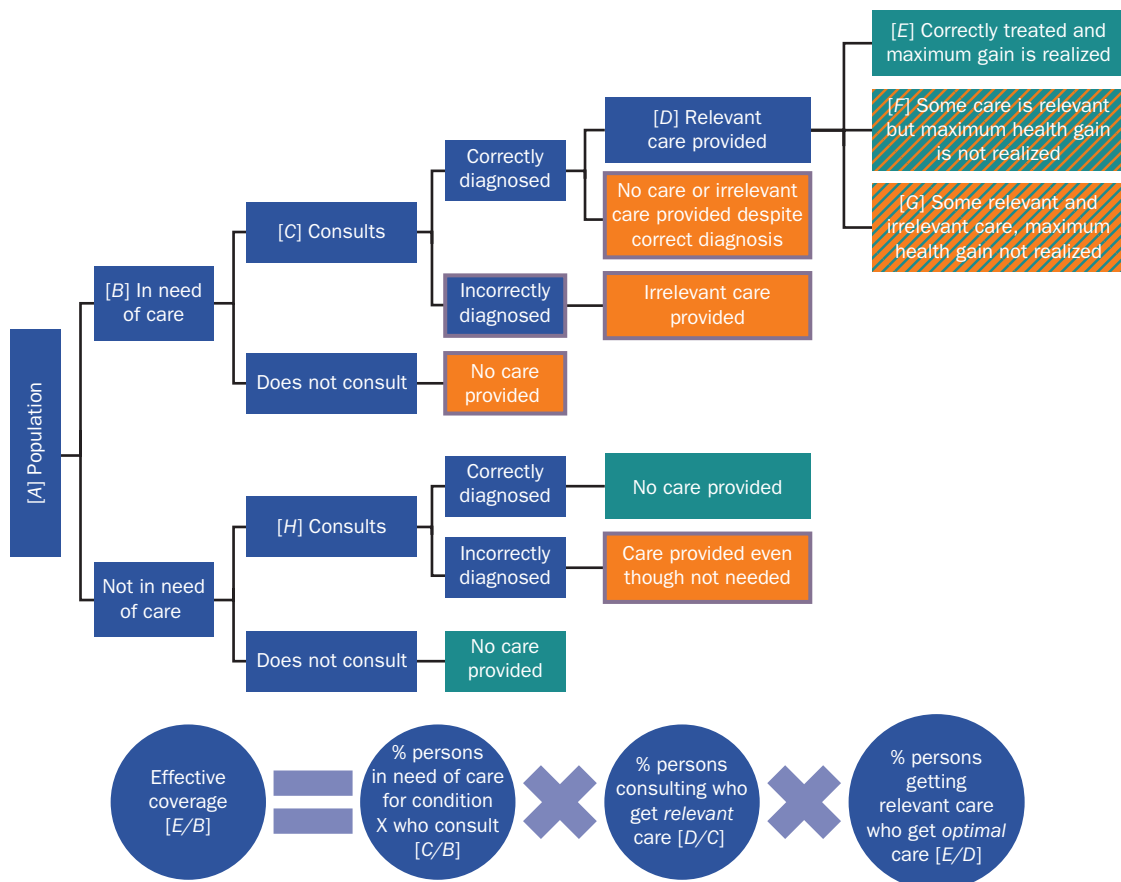 [E] Correctly treated and
maximum gain is realized
[D] Relevant
care provided
[F] Some care is relevant
but maximum health gain
is not realized
Correctly
diagnosed
No care or irrelevant
care provided despite
correct diagnosis
[G] Some relevant and
irrelevant care, maximum
health gain not realized
[C] Consults
[B] In need
of care
Incorrectly
diagnosed
Irrelevant care
provided
Does not consult
No care
provided
[A] Population
Correctly
diagnosed
No care provided
[H] Consults
Incorrectly
diagnosed
Care provided even
though not needed
Not in need
of care
Does not consult
No care
provided
Effective
coverage
[E/B]
% persons
in need of care
for condition
X who consult
[C/B]
% persons
consulting who
get relevant
care [D/C]
% persons
getting
relevant care
who get optimal
care [E/D]